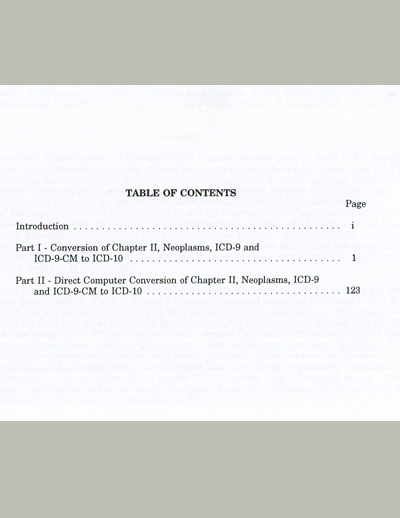 TABLE OF CONTENTS
Page
Introduction . . . . . . . . . . . . . . . . . . . . . . . . . . . . . . . . . . . . . . . . . . . . . . . . i
Part I - Conversion of Chapter II, Neoplasms, ICD-9 and
ICD-9-CM to ICD-10 . . . . . . . . . . . . . . . . . . . . . . . . . . . . . . . . . . . . . . 1
Part II - Direct Computer Conversion of Chapter II, Neoplasms, ICD-9
and ICD-9-CM to ICD-10 . . . . . . . . . . . . . . . . . . . . . . . . . . . . . . . . . . . 123